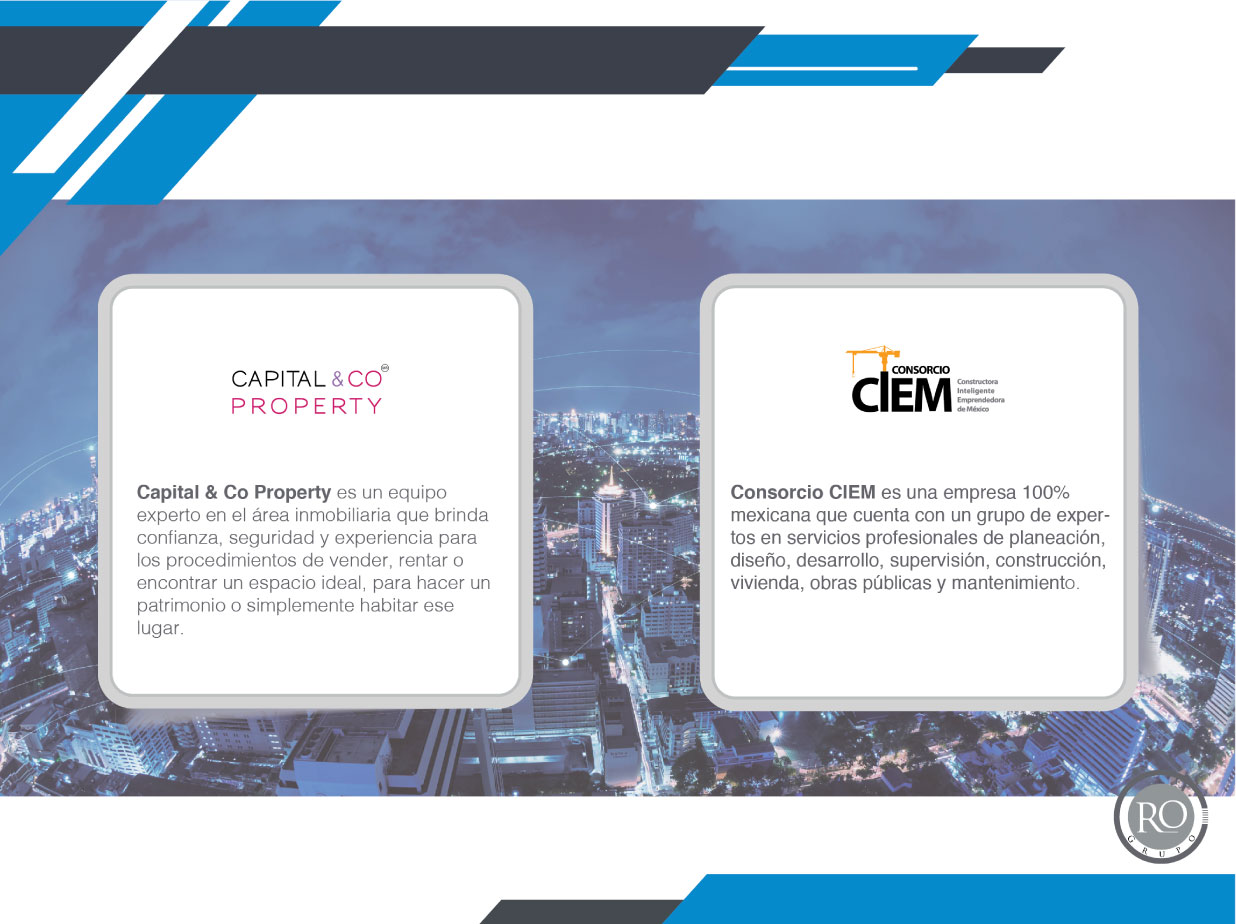 CAPITAL & CO
PROPERTY
Capital & Co Property es un equipo
experto en el área inmobiliaria que brinda
confianza, seguridad y experiencia para
los procedimientos de vender, rentar o
encontrar un espacio ideal, para hacer un
patrimonio o simplemente habitar ese
lugar.
CONSORCIO
CIEM
Constructora
Inteligente
Emprendedora
de México
Consorcio CIEM es una empresa 100%
mexicana que cuenta con un grupo de exper-
tos en servicios profesionales de planeación,
diseño, desarrollo, supervisión, construcción,
vivienda, obras públicas y mantenimiento.
RO
GRUPO